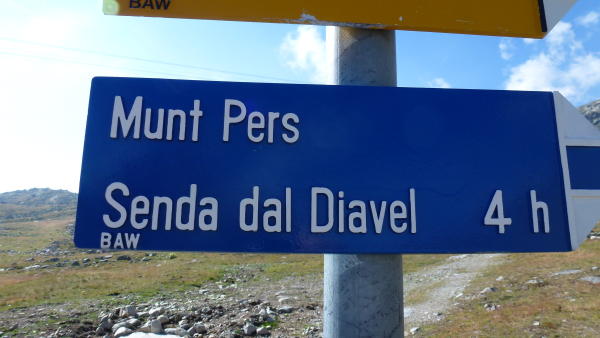 BAW
Munt Pers
Senda dal Diavel 4 h
BAW